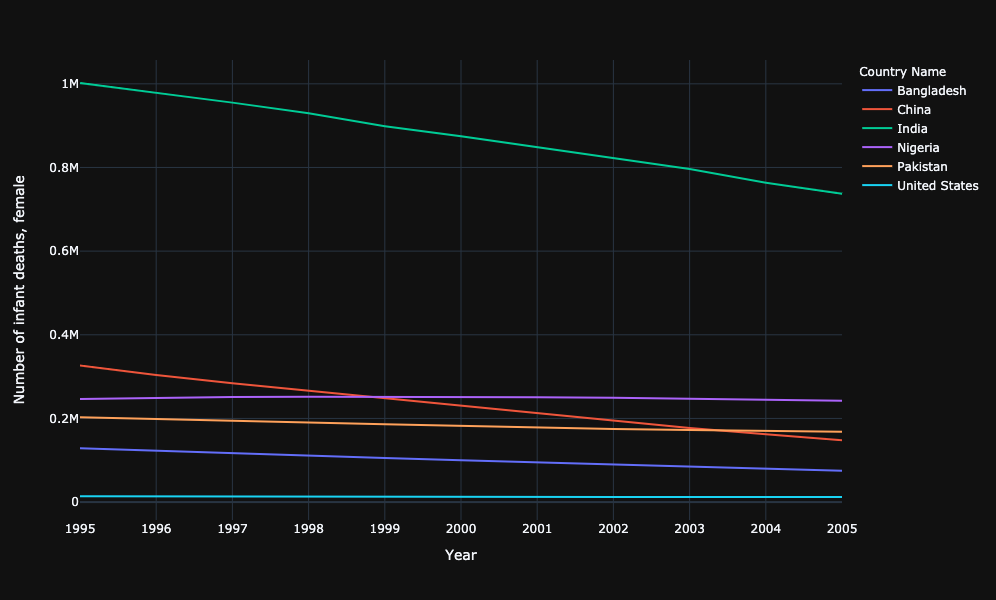 Country Name
Bangladesh
China
India
Nigeria
Pakistan
United States
Number of infant deaths, female
1M
0.8M
0.6M
0.4M
0.2M
0
1995 1996 1997 1998 1999 2000 2001 2002 2003 2004 2005
Year